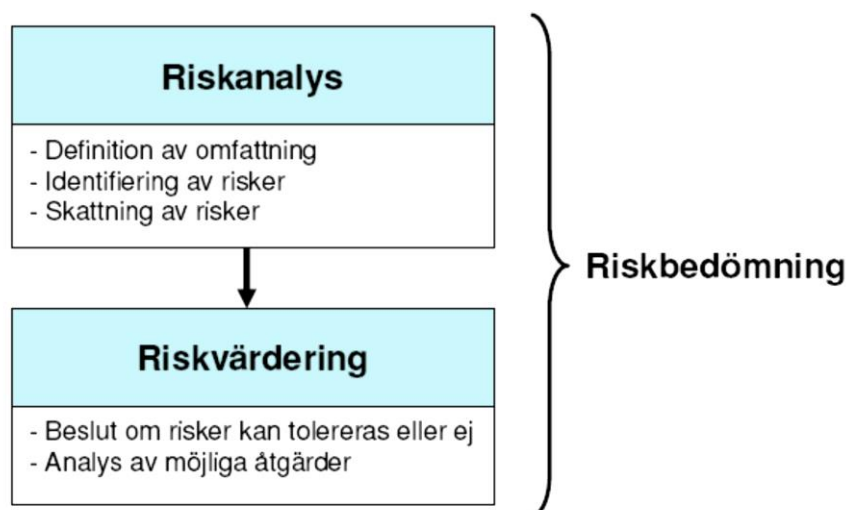 Riskanalys
- Definition av omfattning
- Identifiering av risker
- Skattning av risker
Riskvärdering
- Beslut om risker kan tolereras eller ej
- Analys av möjliga åtgärder
Riskbedömning